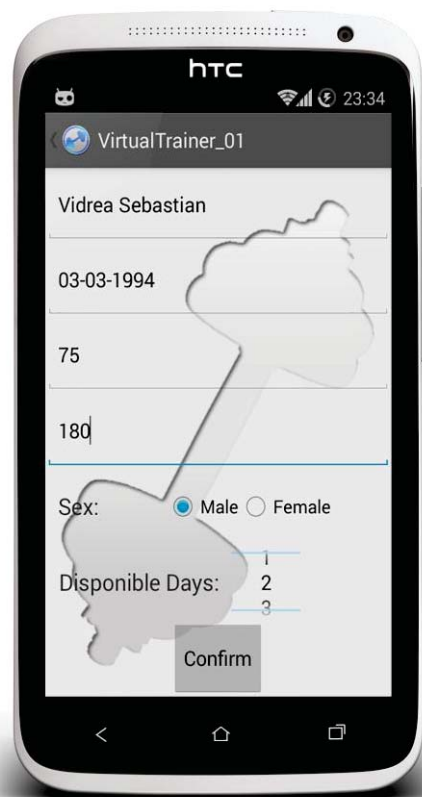 hTC
23:34
VirtualTrainer_01
Vidrea Sebastian
03-03-1994
75
180
Sex: Male Female
1
Disponible Days: 2
3
Confirm